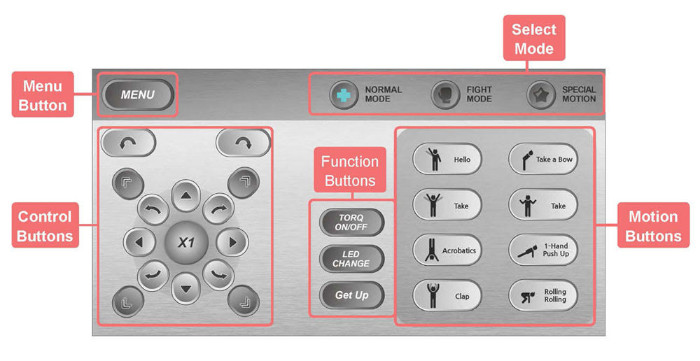 Select
Mode
Menu
Button
MENU
NORMAL
MODE
FIGHT
MODE
SPECIAL
MOTION
Function
Buttons
Control
Buttons
X1
TORQ
ON/OFF
LED
CHANGE
Get Up
Hello
Take a Bow
Take
Take
Acrobatics
1-Hand
Push Up
Clap
Rolling
Rolling
Motion
Buttons